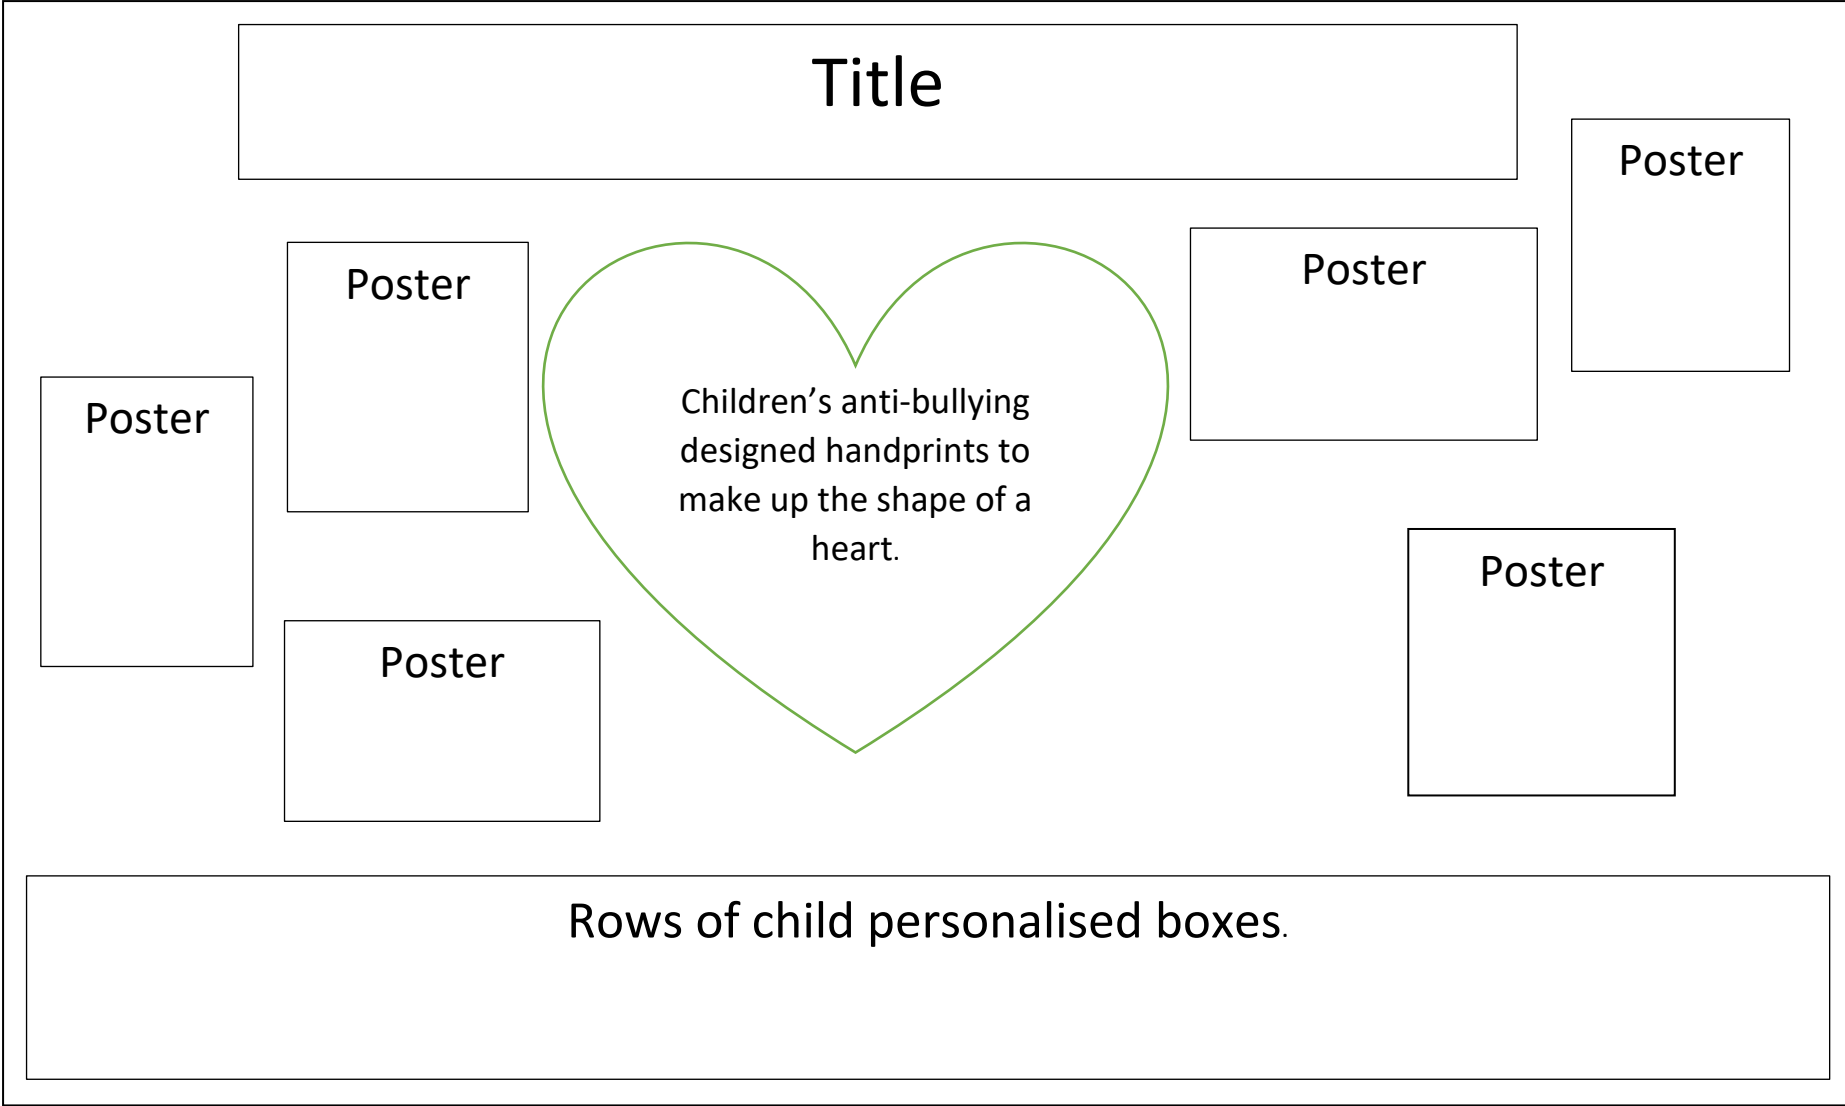 Title
Poster
Poster
Poster
Poster
Children’s anti-bullying
designed handprints to
make up the shape of a
heart.
Poster
Poster
Rows of child personalised boxes.